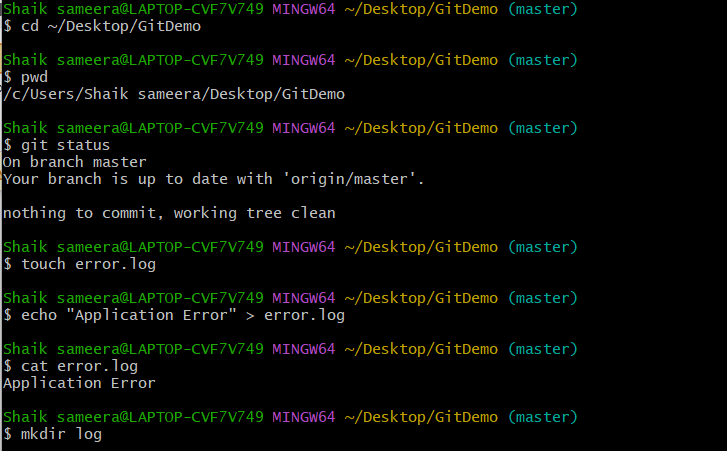 Shaik sameera@LAPTOP-CVF7V749 MINGW64 ~/Desktop/GitDemo (master)
$ cd ~/Desktop/GitDemo
Shaik sameera@LAPTOP-CVF7V749 MINGW64 ~/Desktop/GitDemo (master)
$ pwd
/c/Users/Shaik sameera/Desktop/GitDemo
Shaik sameera@LAPTOP-CVF7V749 MINGW64 ~/Desktop/GitDemo (master)
$ git status
On branch master
Your branch is up to date with 'origin/master'.
nothing to commit, working tree clean
Shaik sameera@LAPTOP-CVF7V749 MINGW64 ~/Desktop/GitDemo (master)
$ touch error.log
Shaik sameera@LAPTOP-CVF7V749 MINGW64 ~/Desktop/GitDemo (master)
$ echo "Application Error" > error.log
Shaik sameera@LAPTOP-CVF7V749 MINGW64 ~/Desktop/GitDemo (master)
$ cat error.log
Application Error
Shaik sameera@LAPTOP-CVF7V749 MINGW64 ~/Desktop/GitDemo (master)
$ mkdir log